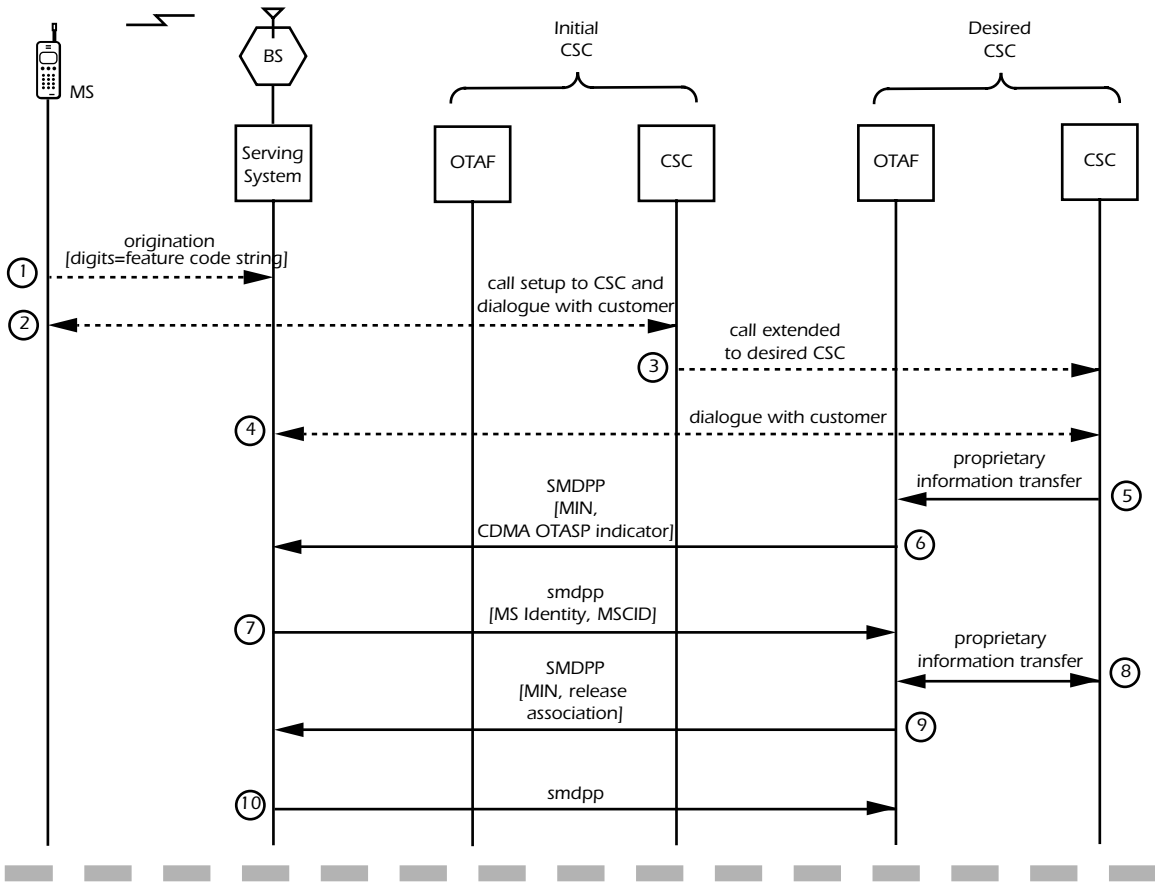 Initial
CSC
Desired
CSC
BS
MS
Serving
System
OTAF
CSC
OTAF
CSC
origination
[digits=feature code string]
1
call setup to CSC and
dialogue with customer
2
call extended
to desired CSC
3
dialogue with customer
4
proprietary
information transfer
5
SMDPP
[MIN,
CDMA OTASP indicator]
6
smdpp
[MS Identity, MSCID]
7
proprietary
information transfer
8
SMDPP
[MIN, release
association]
9
smdpp
10